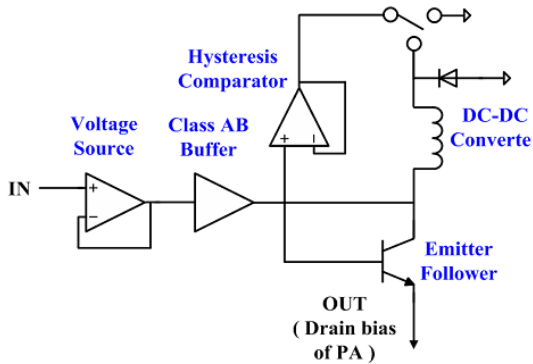 Hysteresis
Comparator
DC-DC
Converte
Voltage
Source
Class AB
Buffer
+
-
IN
+
-
Emitter
Follower
OUT
( Drain bias
of PA )